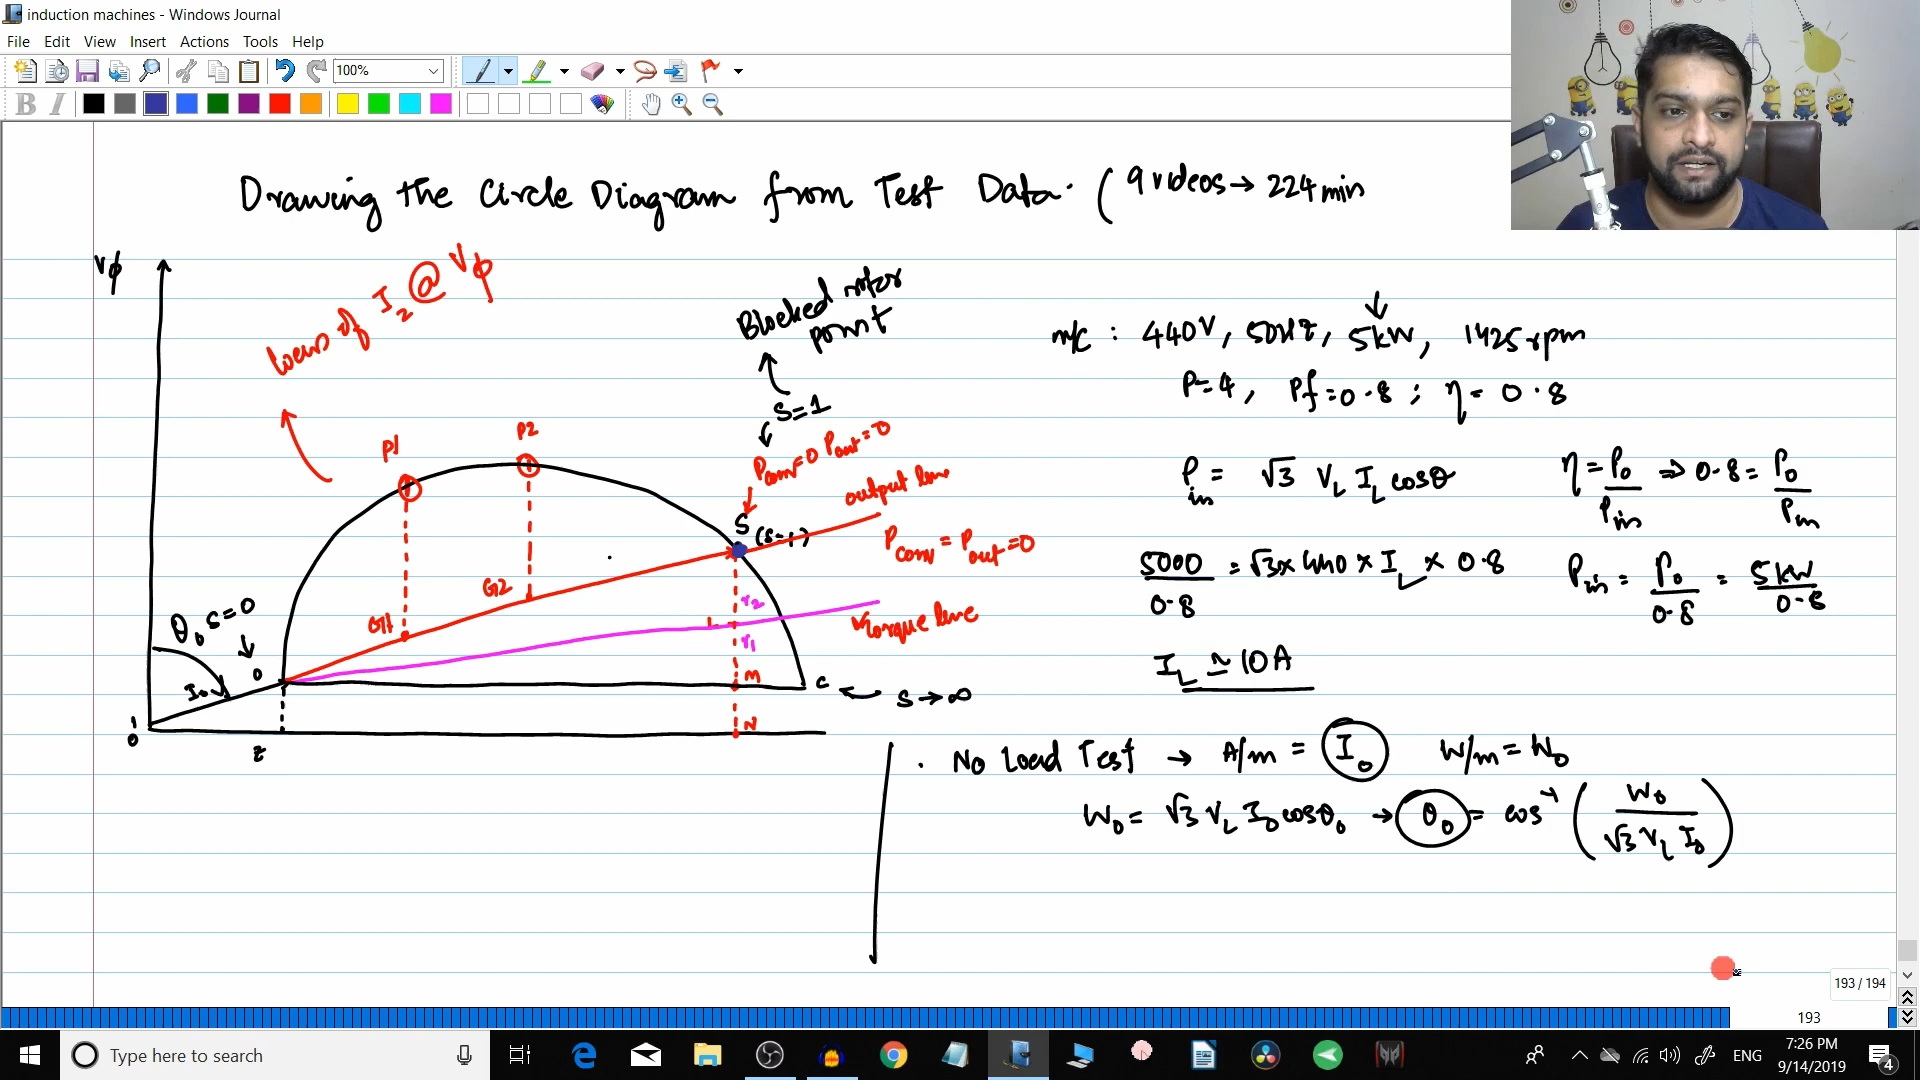 induction machines - Windows Journal
File Edit View Insert Actions Tools Help
100%
B I
Drawing the Circle Diagram from Test Data. (9 videos → 224 min
Vϕ
locus of I₂ @ Vϕ
Blocked rotor
point
S=1
Pconv=0 Pout=0
output line
P1
P2
S
(S=1)
Pconv = Pout=0
G1
G2
r₂
Torque line
L
r₁
θ₀ S=0
I₀
O
M
C
S→∞
O'
Z
N
m/c : 440V, 50HZ, 5kW, 1425 rpm
P=4, Pf=0.8 ; η= 0.8
Pin = √3 VL IL cosθ
η = Po/Pin ⇒ 0.8 = Po/Pin
5000/0.8 = √3 × 440 × IL × 0.8
Pin = Po/0.8 = 5kW/0.8
IL ≃ 10A
. No Load Test → A/m = I₀ W/m = W₀
W₀ = √3 VL I₀ cosθ₀ → θ₀ = cos⁻¹ (W₀/√3 VL I₀)
193 / 194
193
Type here to search
ENG
7:26 PM
9/14/2019
4